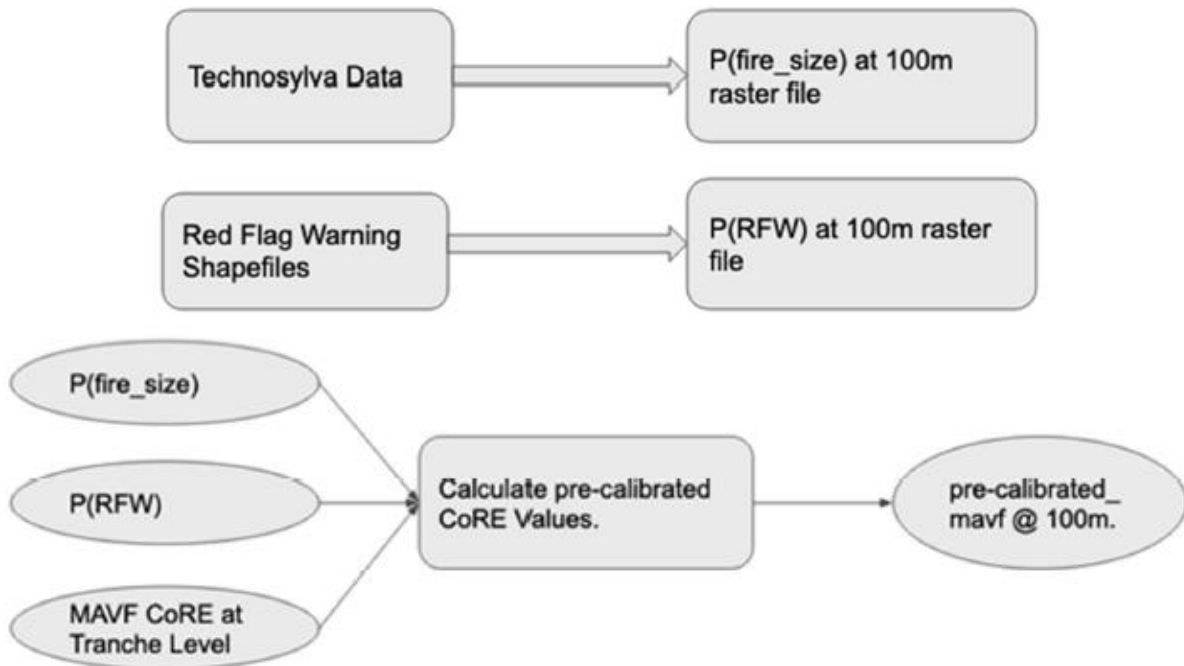 Technosylva Data
P(fire_size) at 100m
raster file
Red Flag Warning
Shapefiles
P(RFW) at 100m raster
file
P(fire_size)
P(RFW)
MAVF CoRE at
Tranche Level
Calculate pre-calibrated
CoRE Values.
pre-calibrated_
mavf @ 100m.